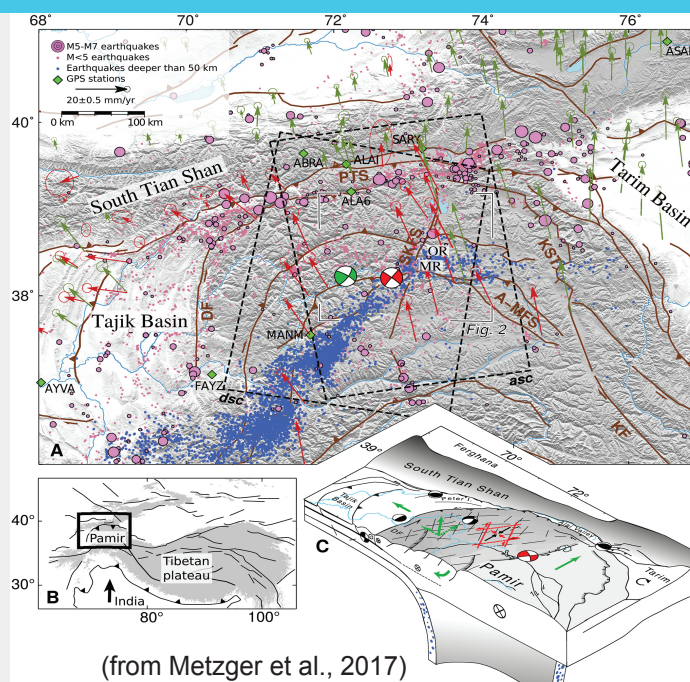 68° 70° 72° 74° 76°
M5-M7 earthquakes
M<5 earthquakes
Earthquakes deeper than 50 km
GPS stations
20±0.5 mm/yr
0 km 100 km
40°
38°
South Tian Shan
Tarim Basin
Tajik Basin
ABRA
ALAI
SARY
PTS
ALA6
SKFS
OR
MR
KSTF
DF
A-MFS
Fig. 2
MANM
AYVA
FAYZ
dsc
asc
KF
A
40°
30°
Pamir
Tibetan
plateau
India
B
80° 100°
39°
70°
72°
Ferghana
South Tian Shan
Tajik
Basin
DF
Pamir
Tarim
C
(from Metzger et al., 2017)